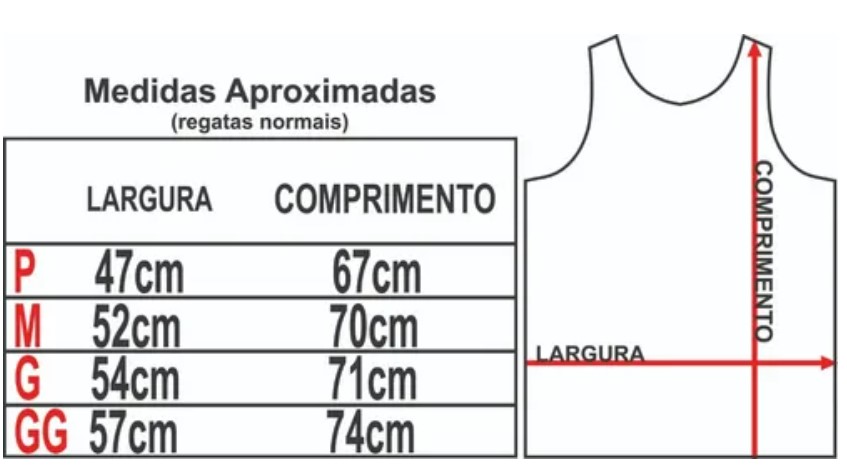 Medidas Aproximadas
(regatas normais)
LARGURA COMPRIMENTO
P 47cm 67cm
M 52cm 70cm
G 54cm 71cm
GG 57cm 74cm
COMPRIMENTO
LARGURA